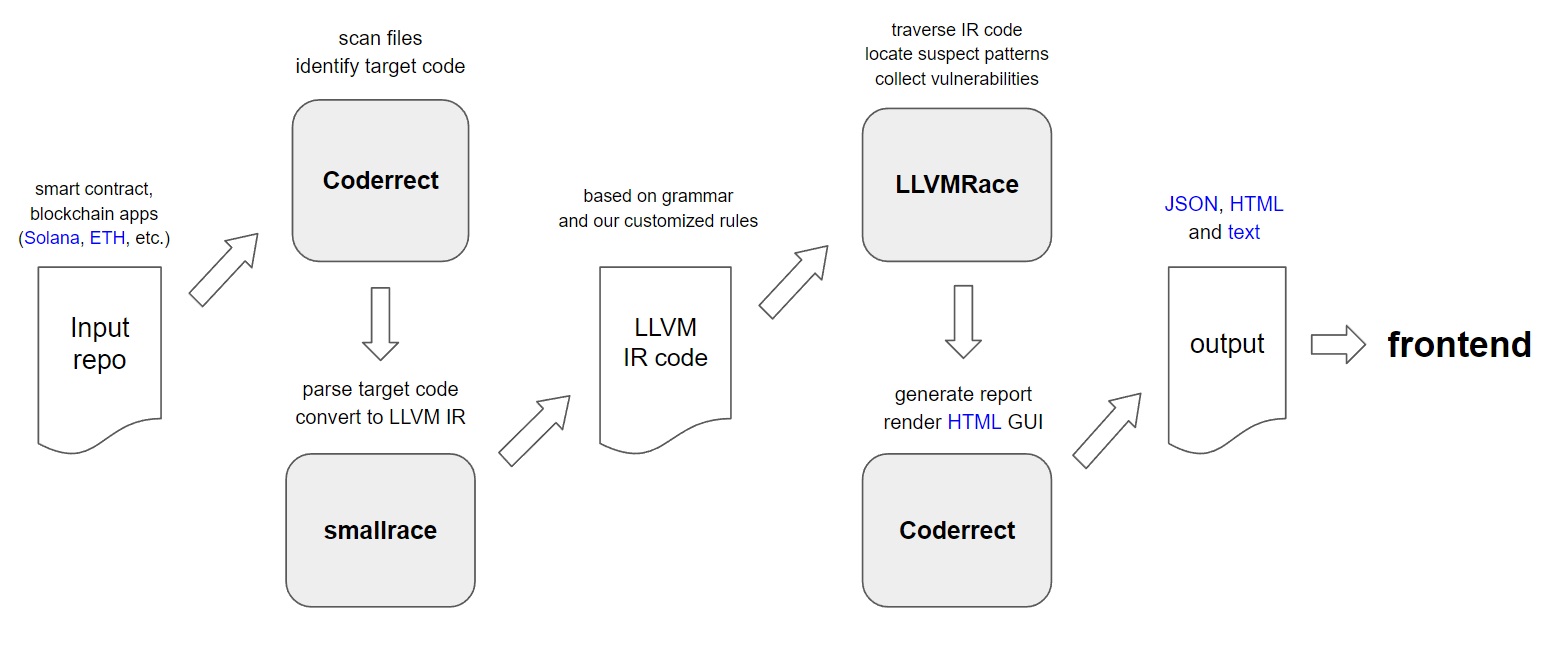 scan files
identify target code
Coderrect
smart contract,
blockchain apps
(Solana, ETH, etc.)
Input
repo
parse target code
convert to LLVM IR
smallrace
based on grammar
and our customized rules
LLVM
IR code
traverse IR code
locate suspect patterns
collect vulnerabilities
LLVMRace
generate report
render HTML GUI
Coderrect
JSON, HTML
and text
output
frontend